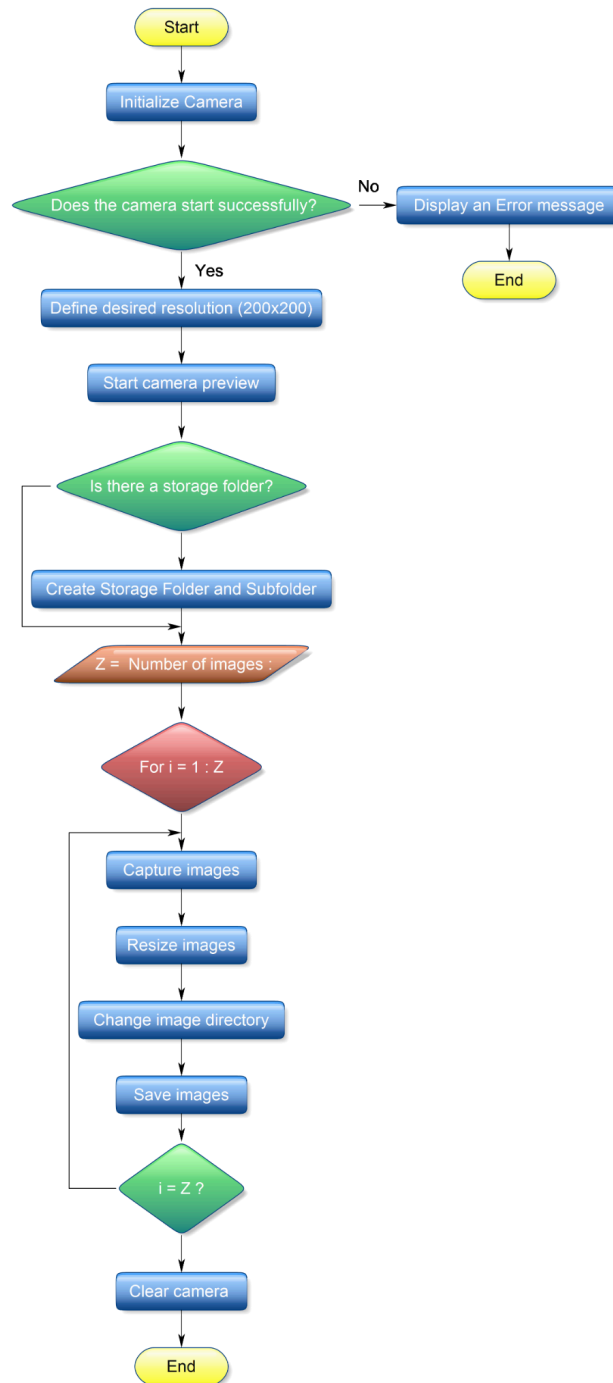 Start
Initialize Camera
Does the camera start successfully?
No
Display an Error message
End
Yes
Define desired resolution (200x200)
Start camera preview
Is there a storage folder?
Create Storage Folder and Subfolder
Z = Number of images :
For i = 1 : Z
Capture images
Resize images
Change image directory
Save images
i = Z ?
Clear camera
End